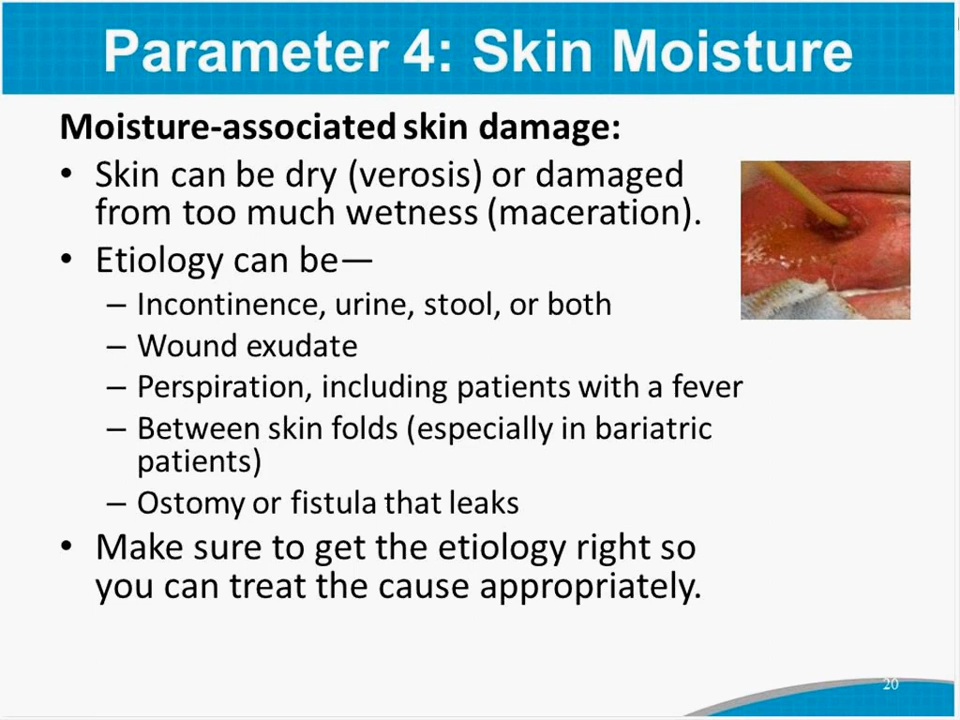 Parameter 4: Skin Moisture
Moisture-associated skin damage:
• Skin can be dry (verosis) or damaged
from too much wetness (maceration).
• Etiology can be—
– Incontinence, urine, stool, or both
– Wound exudate
– Perspiration, including patients with a fever
– Between skin folds (especially in bariatric
patients)
– Ostomy or fistula that leaks
• Make sure to get the etiology right so
you can treat the cause appropriately.
20